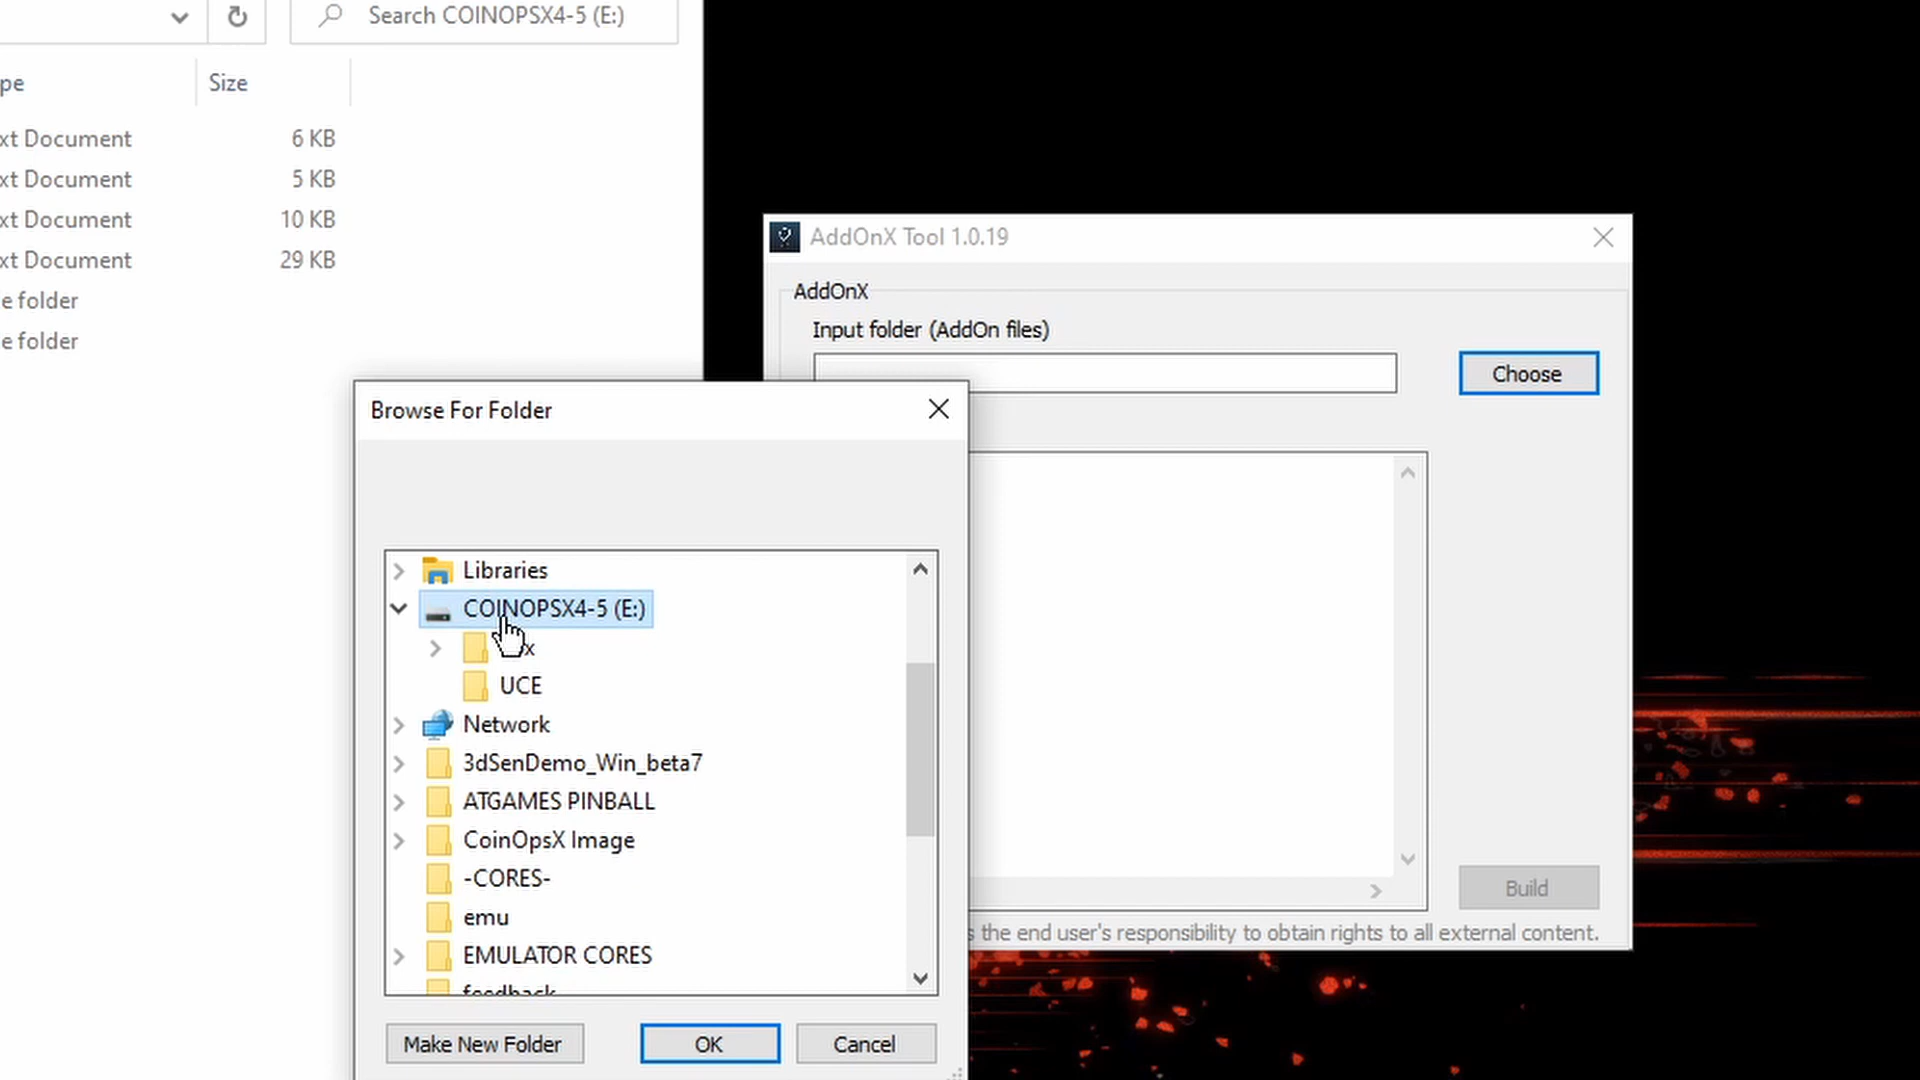 Search COINOPSX4-5 (E:)
pe
Size
xt Document
6 KB
xt Document
5 KB
xt Document
10 KB
xt Document
29 KB
e folder
e folder
AddOnX Tool 1.0.19
AddOnX
Input folder (AddOn files)
Choose
Browse For Folder
Libraries
COINOPSX4-5 (E:)
x
UCE
Network
3dSenDemo_Win_beta7
ATGAMES PINBALL
CoinOpsX Image
-CORES-
emu
EMULATOR CORES
feedback
Make New Folder
OK
Cancel
Build
s the end user's responsibility to obtain rights to all external content.